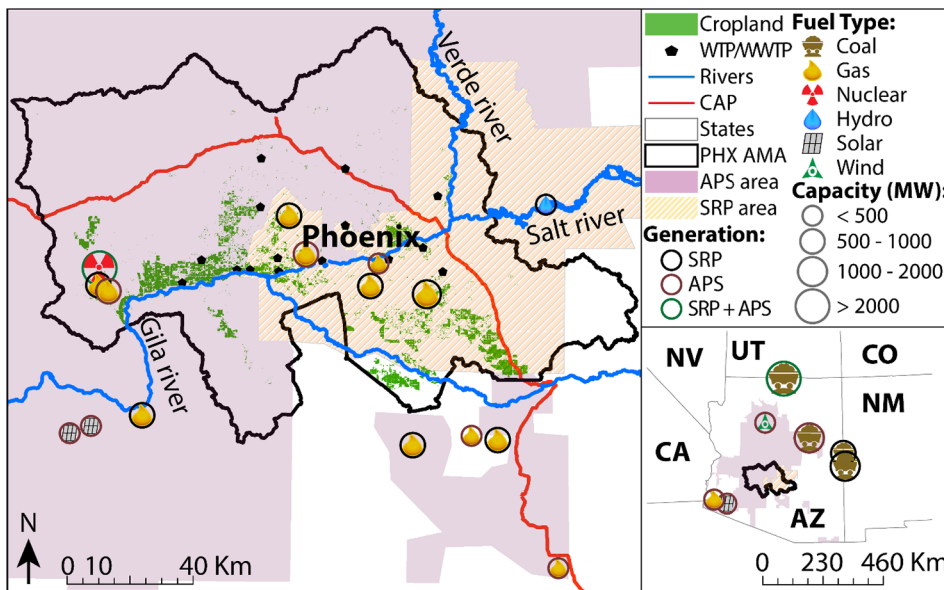 Verde river
Salt river
Phoenix
Gila river
N
0 10 40 Km
Cropland
WTP/WWTP
Rivers
CAP
States
PHX AMA
APS area
SRP area
Generation:
SRP
APS
SRP + APS
Fuel Type:
Coal
Gas
Nuclear
Hydro
Solar
Wind
Capacity (MW):
< 500
500 - 1000
1000 - 2000
> 2000
NV
UT
CO
NM
CA
AZ
0 230 460 Km